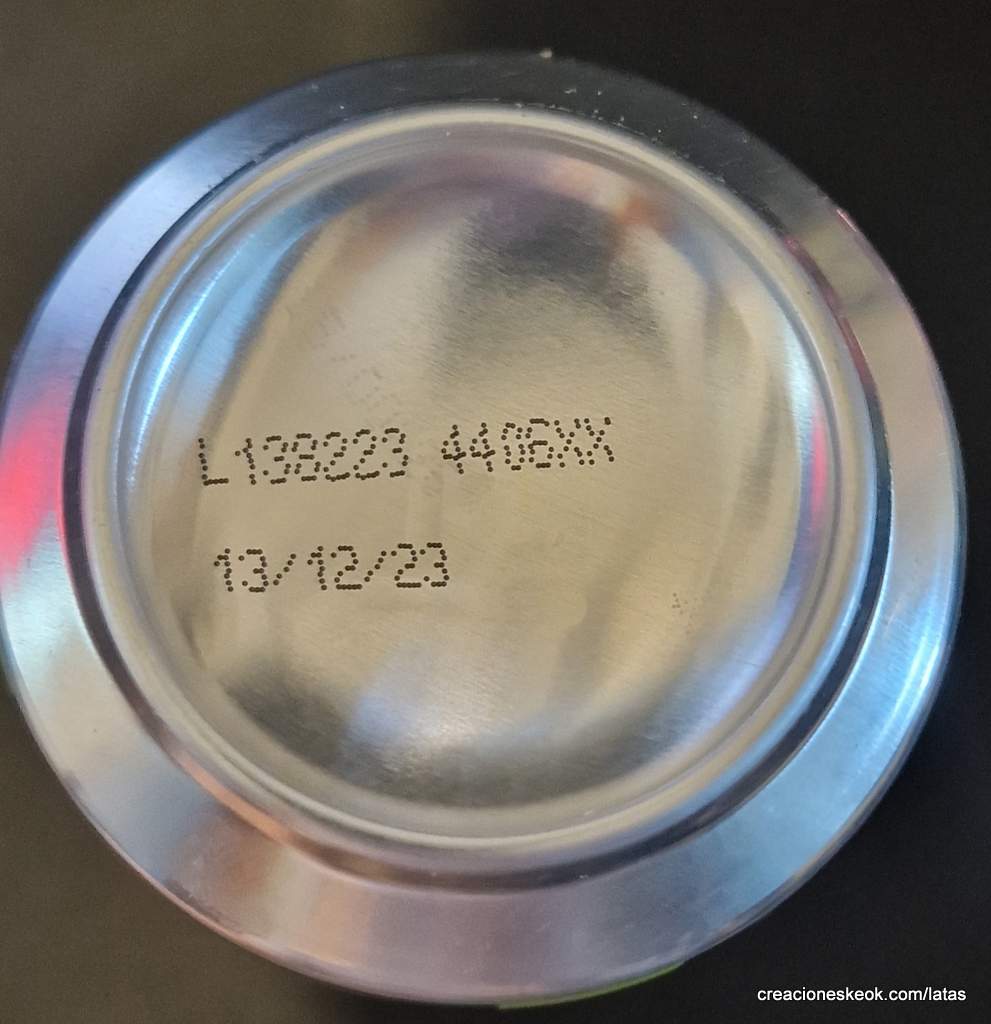 L138223 4406XX
13/12/23
creacioneskeok.com/latas